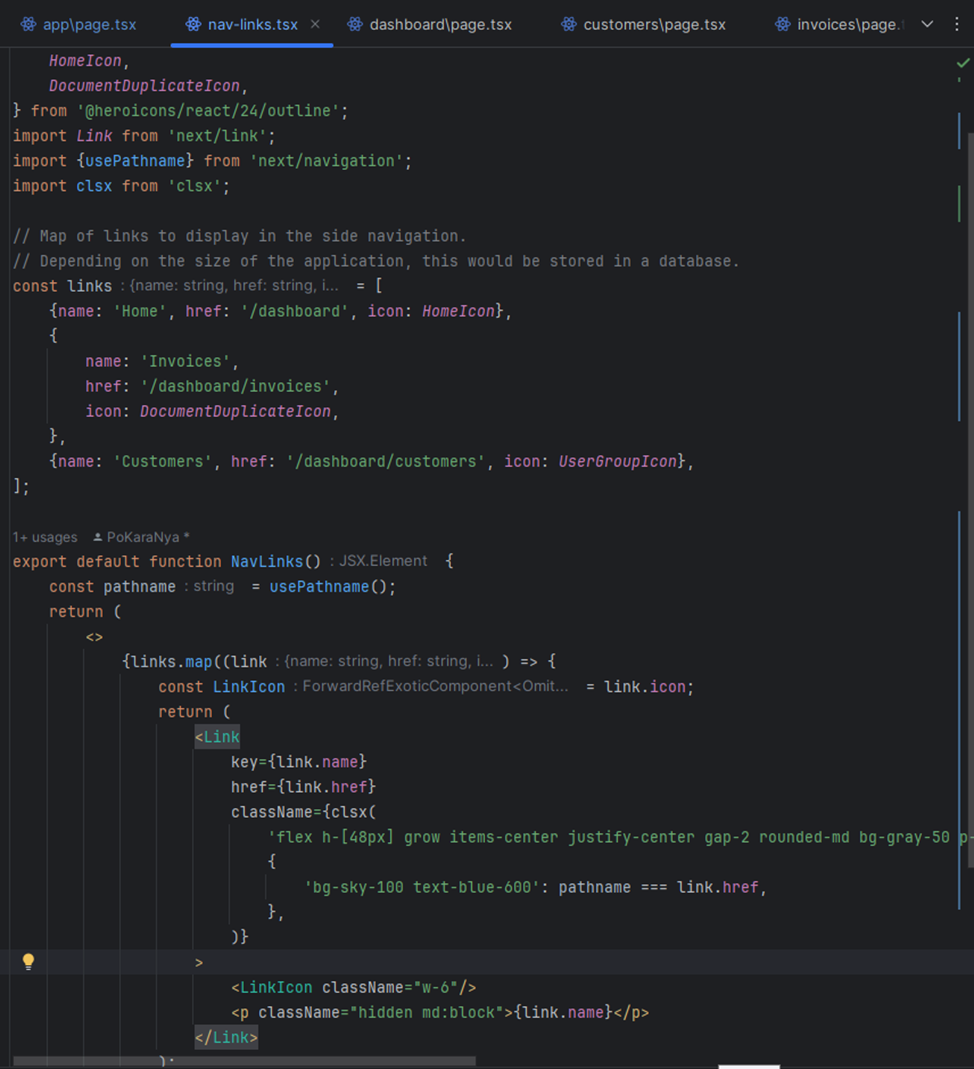 app\page.tsx nav-links.tsx dashboard\page.tsx customers\page.tsx invoices\page.
    HomeIcon,
    DocumentDuplicateIcon,
} from '@heroicons/react/24/outline';
import Link from 'next/link';
import {usePathname} from 'next/navigation';
import clsx from 'clsx';
// Map of links to display in the side navigation.
// Depending on the size of the application, this would be stored in a database.
const links : {name: string, href: string, i... = [
    {name: 'Home', href: '/dashboard', icon: HomeIcon},
    {
        name: 'Invoices',
        href: '/dashboard/invoices',
        icon: DocumentDuplicateIcon,
    },
    {name: 'Customers', href: '/dashboard/customers', icon: UserGroupIcon},
];
1+ usages PoKaraNya *
export default function NavLinks() : JSX.Element {
    const pathname : string = usePathname();
    return (
        <>
            {links.map((link : {name: string, href: string, i... ) => {
                const LinkIcon : ForwardRefExoticComponent<Omit... = link.icon;
                return (
                    <Link
                        key={link.name}
                        href={link.href}
                        className={clsx(
                            'flex h-[48px] grow items-center justify-center gap-2 rounded-md bg-gray-50 p-
                            {
                                'bg-sky-100 text-blue-600': pathname === link.href,
                            },
                        )}
                    >
                        <LinkIcon className="w-6"/>
                        <p className="hidden md:block">{link.name}</p>
                    </Link>
                );